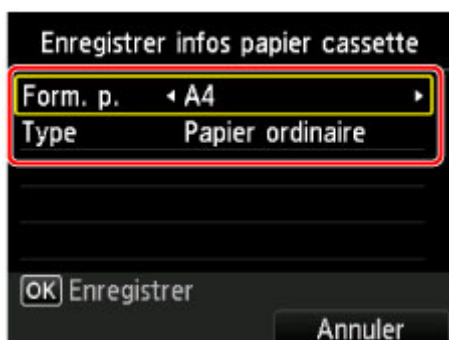 Enregistrer infos papier cassette
Form. p. A4
Type Papier ordinaire
OK Enregistrer
Annuler